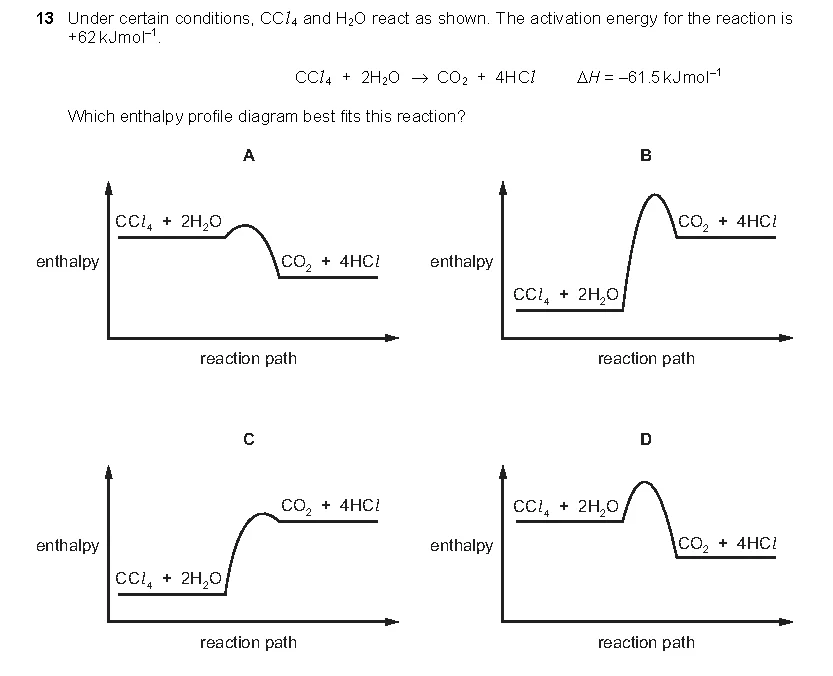 13 Under certain conditions, CCl₄ and H₂O react as shown. The activation energy for the reaction is
+62 kJ mol⁻¹.
CCl₄ + 2H₂O → CO₂ + 4HCl ΔH = –61.5 kJ mol⁻¹
Which enthalpy profile diagram best fits this reaction?
A
CCl₄ + 2H₂O
CO₂ + 4HCl
enthalpy
reaction path
B
CO₂ + 4HCl
enthalpy
CCl₄ + 2H₂O
reaction path
C
CO₂ + 4HCl
enthalpy
CCl₄ + 2H₂O
reaction path
D
CCl₄ + 2H₂O
enthalpy
CO₂ + 4HCl
reaction path